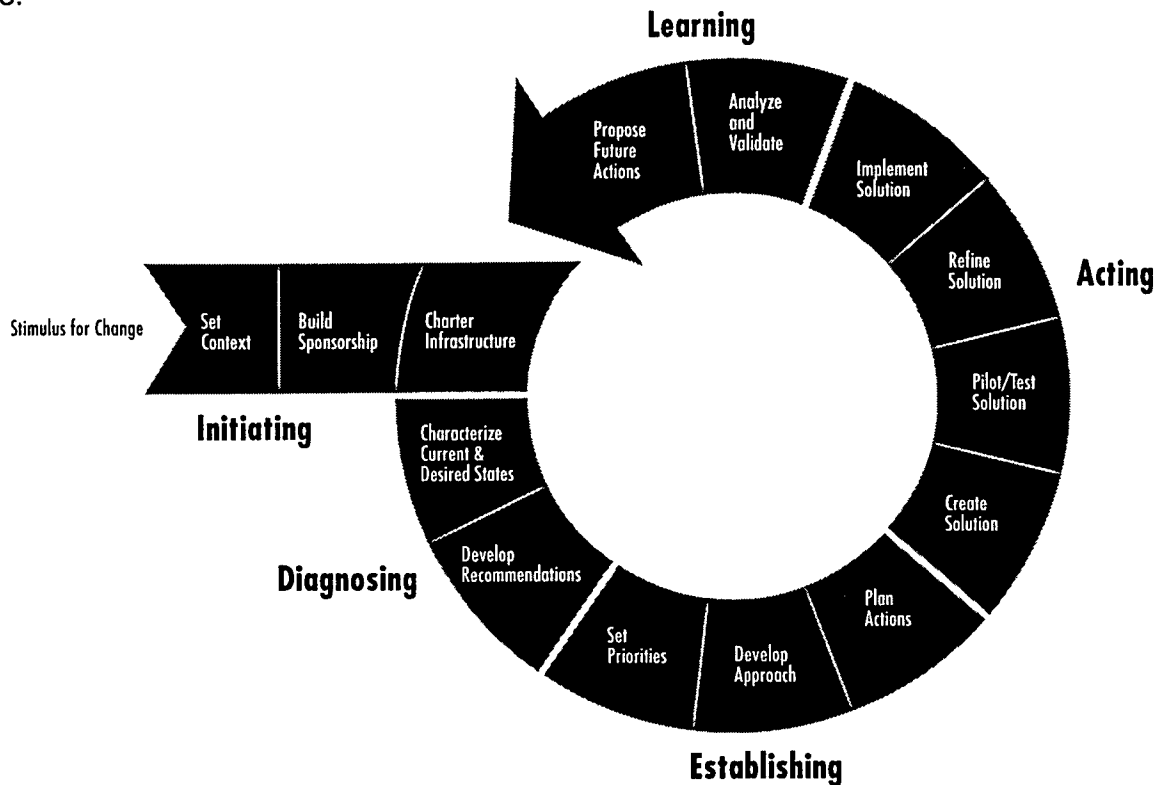 Learning
Propose
Future
Actions
Analyze
and
Validate
Implement
Solution
Refine
Solution
Acting
Pilot/Test
Solution
Create
Solution
Stimulus for Change
Set
Context
Build
Sponsorship
Charter
Infrastructure
Initiating
Characterize
Current &
Desired States
Develop
Recommendations
Diagnosing
Set
Priorities
Develop
Approach
Plan
Actions
Establishing